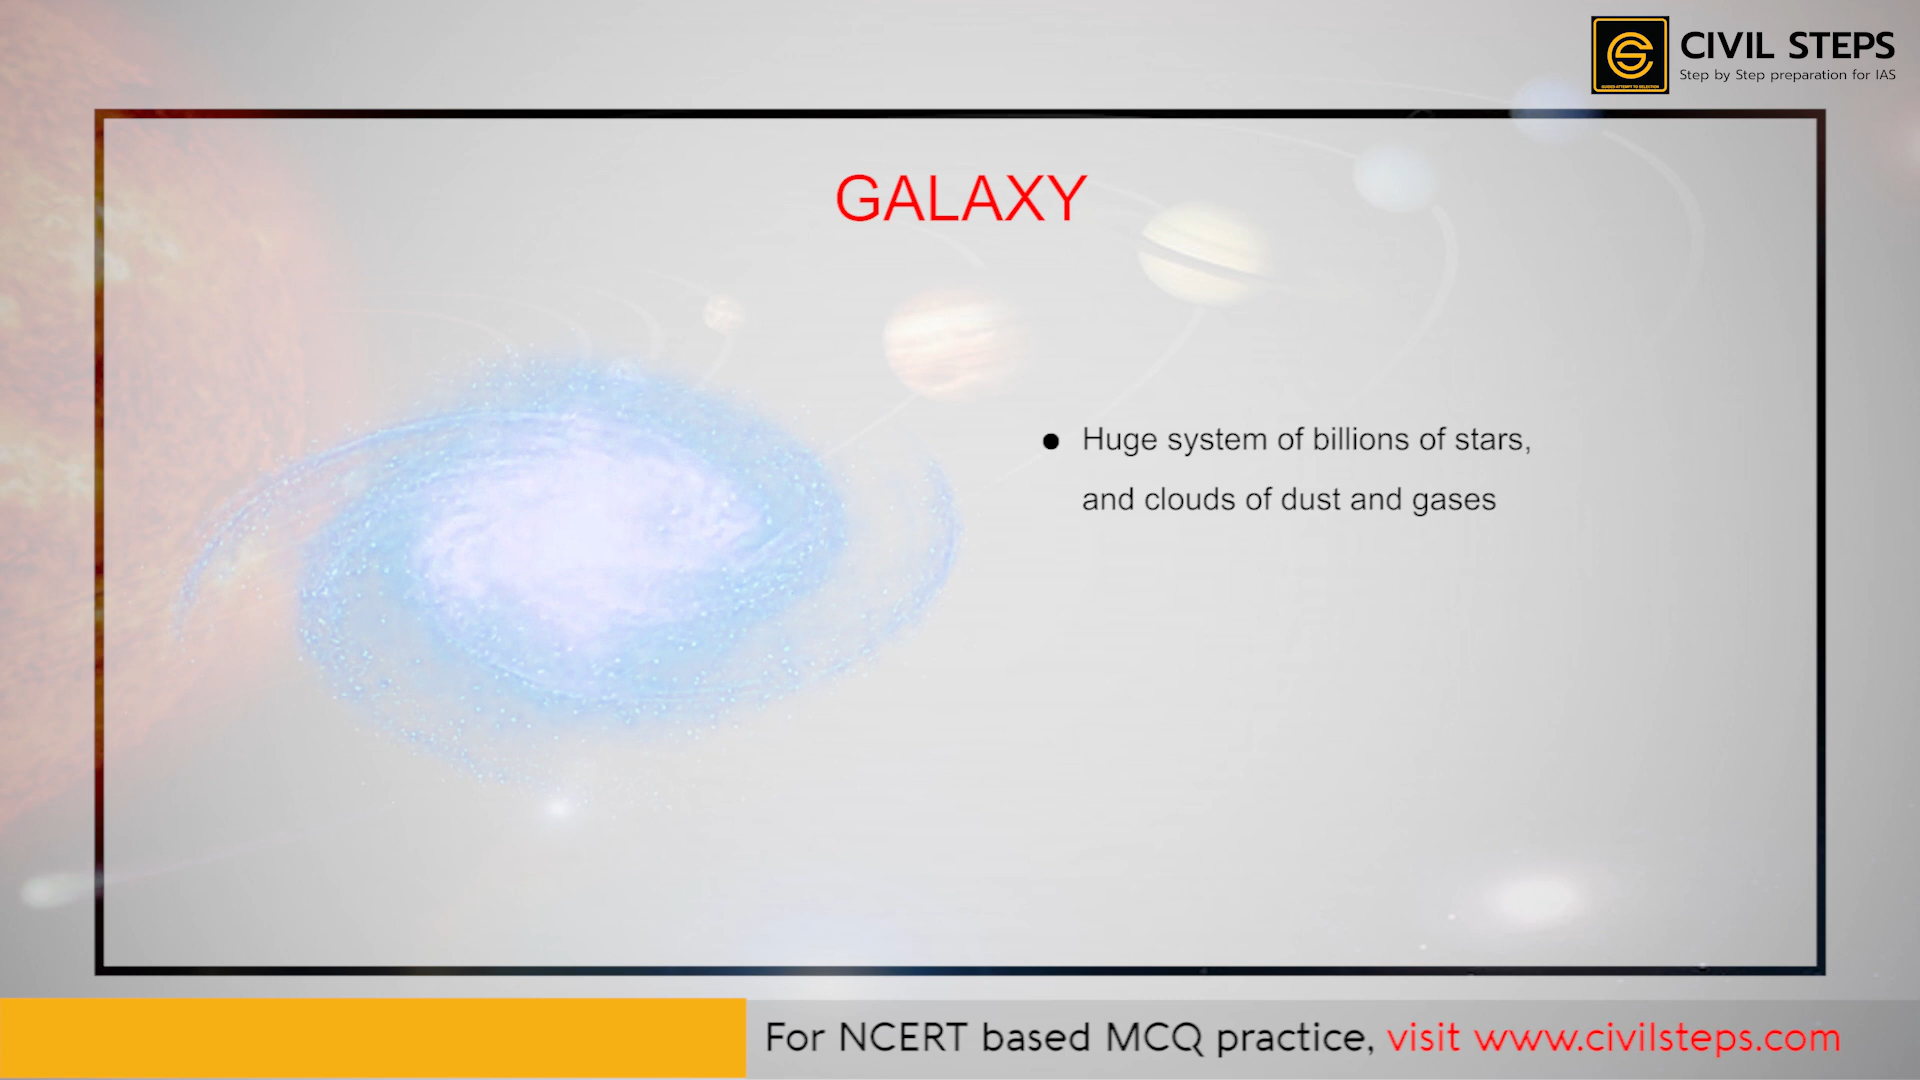 CIVIL STEPS
Step by Step preparation for IAS
GALAXY
● Huge system of billions of stars,
and clouds of dust and gases
For NCERT based MCQ practice, visit www.civilsteps.com